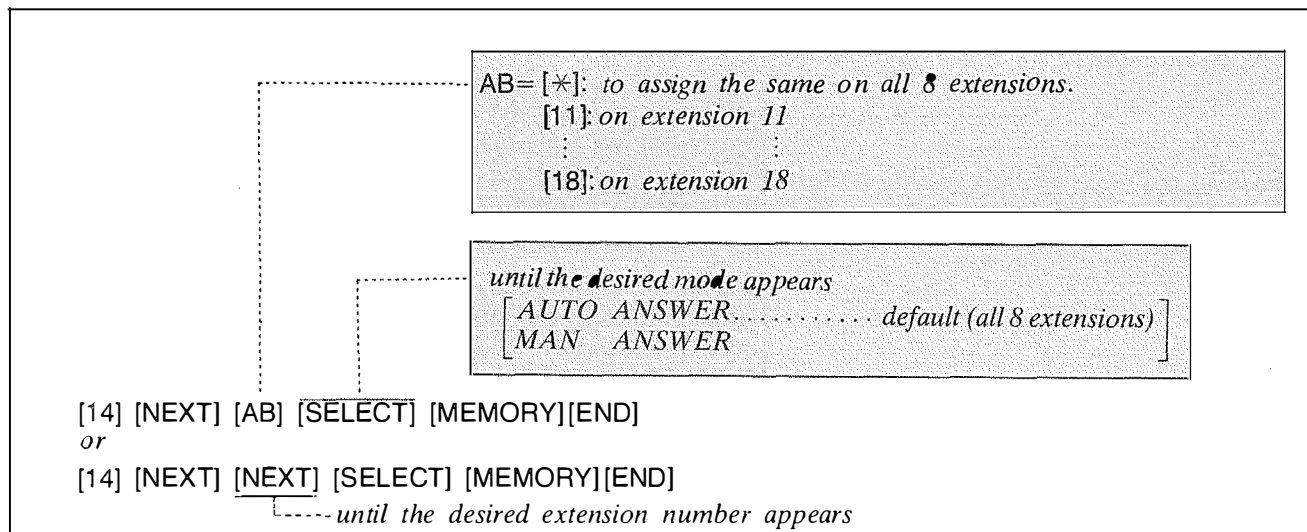 AB=[*]: to assign the same on all 8 extensions.
[11]: on extension 11
⋮ ⋮
[18]: on extension 18
until the desired mode appears
[AUTO ANSWER........... default (all 8 extensions)
MAN ANSWER]
[14] [NEXT] [AB] [SELECT] [MEMORY][END]
or
[14] [NEXT] [NEXT] [SELECT] [MEMORY][END]
until the desired extension number appears